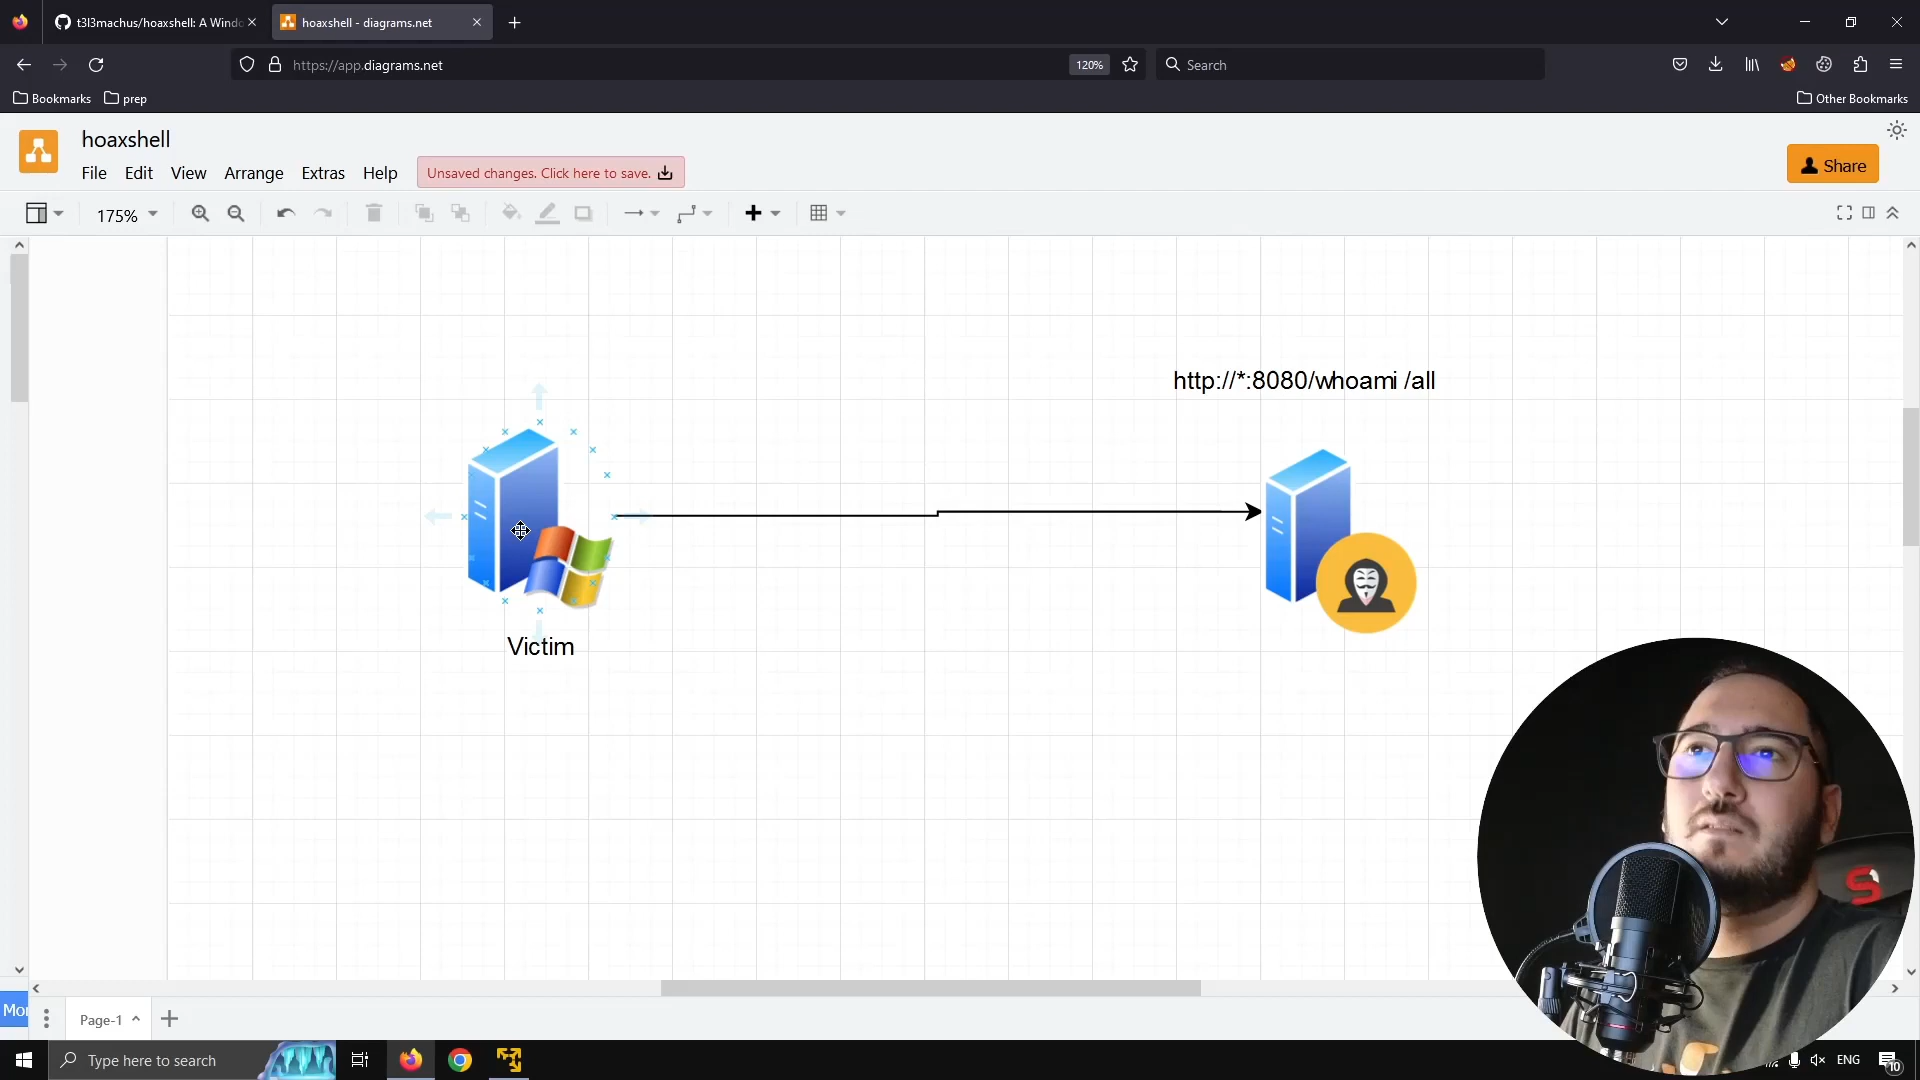 t3l3machus/hoaxshell: A Windo
hoaxshell - diagrams.net
https://app.diagrams.net
120%
Search
Bookmarks
prep
Other Bookmarks
hoaxshell
File
Edit
View
Arrange
Extras
Help
Unsaved changes. Click here to save.
Share
175%
http://*:8080/whoami /all
Victim
Mor
Page-1
Type here to search
ENG
10